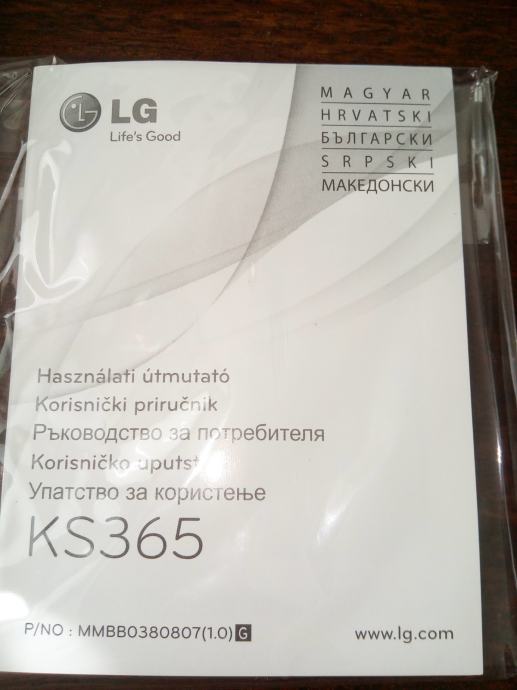 LG
Life's Good
MAGYAR
HRVATSKI
БЪЛГАРСКИ
SRPSKI
МАКЕДОНСКИ
Használati útmutató
Korisnički priručnik
Ръководство за потребителя
Korisničko
Упатство за користење
KS365
P/NO : MMBB0380807(1.0) G
www.lg.com